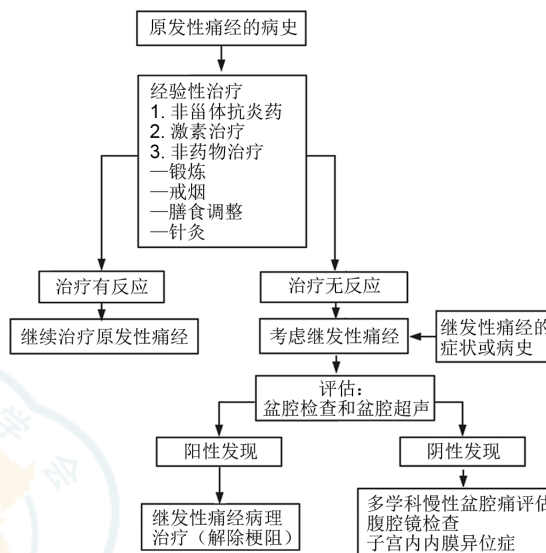 原发性痛经的病史
经验性治疗
1. 非甾体抗炎药
2. 激素治疗
3. 非药物治疗
—锻炼
—戒烟
—膳食调整
—针灸
治疗有反应
治疗无反应
继续治疗原发性痛经
考虑继发性痛经
继发性痛经的
症状或病史
评估：
盆腔检查和盆腔超声
阳性发现
阴性发现
继发性痛经病理
治疗（解除梗阻）
多学科慢性盆腔痛评估
腹腔镜检查
子宫内内膜异位症
学会